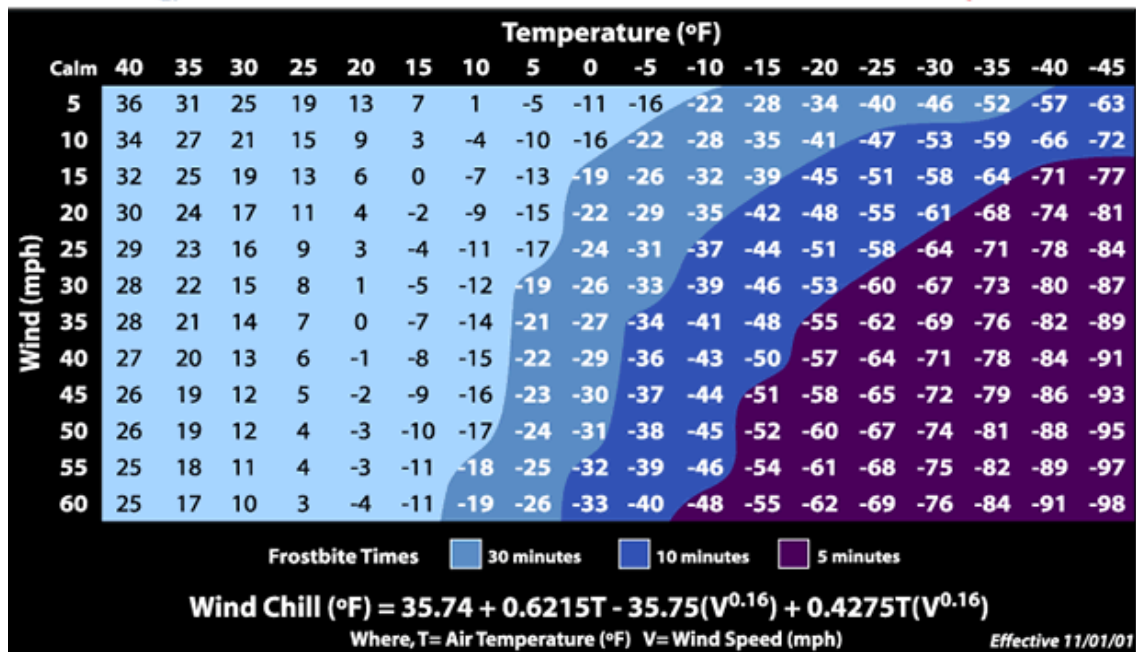 Temperature (ºF)
Calm 40 35 30 25 20 15 10 5 0 -5 -10 -15 -20 -25 -30 -35 -40 -45
Wind (mph)
5 36 31 25 19 13 7 1 -5 -11 -16 -22 -28 -34 -40 -46 -52 -57 -63
10 34 27 21 15 9 3 -4 -10 -16 -22 -28 -35 -41 -47 -53 -59 -66 -72
15 32 25 19 13 6 0 -7 -13 -19 -26 -32 -39 -45 -51 -58 -64 -71 -77
20 30 24 17 11 4 -2 -9 -15 -22 -29 -35 -42 -48 -55 -61 -68 -74 -81
25 29 23 16 9 3 -4 -11 -17 -24 -31 -37 -44 -51 -58 -64 -71 -78 -84
30 28 22 15 8 1 -5 -12 -19 -26 -33 -39 -46 -53 -60 -67 -73 -80 -87
35 28 21 14 7 0 -7 -14 -21 -27 -34 -41 -48 -55 -62 -69 -76 -82 -89
40 27 20 13 6 -1 -8 -15 -22 -29 -36 -43 -50 -57 -64 -71 -78 -84 -91
45 26 19 12 5 -2 -9 -16 -23 -30 -37 -44 -51 -58 -65 -72 -79 -86 -93
50 26 19 12 4 -3 -10 -17 -24 -31 -38 -45 -52 -60 -67 -74 -81 -88 -95
55 25 18 11 4 -3 -11 -18 -25 -32 -39 -46 -54 -61 -68 -75 -82 -89 -97
60 25 17 10 3 -4 -11 -19 -26 -33 -40 -48 -55 -62 -69 -76 -84 -91 -98
Frostbite Times 30 minutes 10 minutes 5 minutes
Wind Chill (ºF) = 35.74 + 0.6215T - 35.75(V^0.16) + 0.4275T(V^0.16)
Where, T= Air Temperature (ºF) V= Wind Speed (mph) Effective 11/01/01